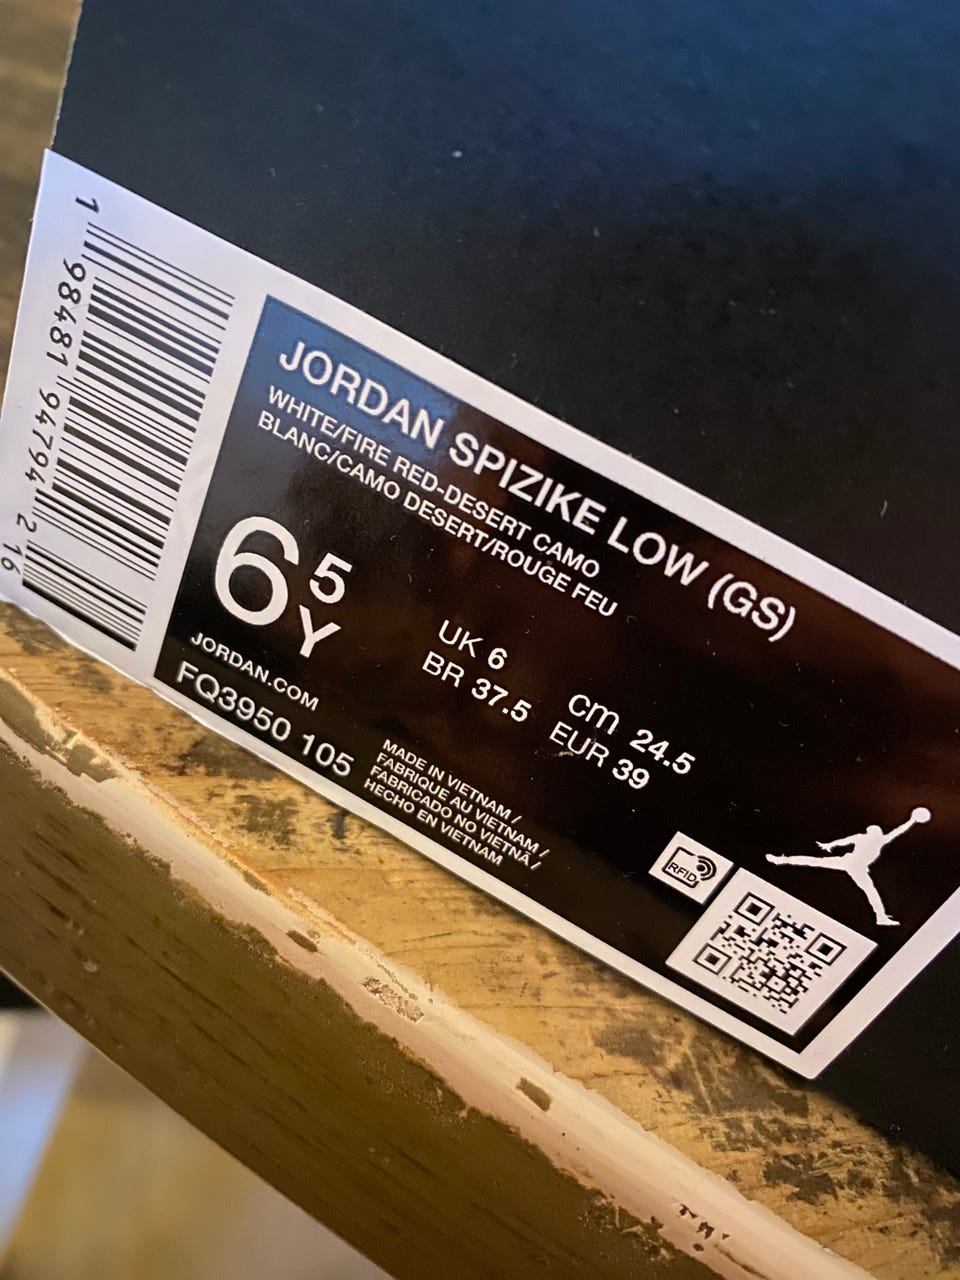 JORDAN SPIZIKE LOW (GS)
WHITE/FIRE RED-DESERT CAMO
BLANC/CAMO DESERT/ROUGE FEU
6 5 Y
UK 6
BR 37.5
cm 24.5
EUR 39
JORDAN.COM
FQ3950 105
MADE IN VIETNAM /
FABRIQUE AU VIETNAM /
FABRICADO NO VIETNÃ /
HECHO EN VIETNAM
RFID
1 98481 94794 2 16